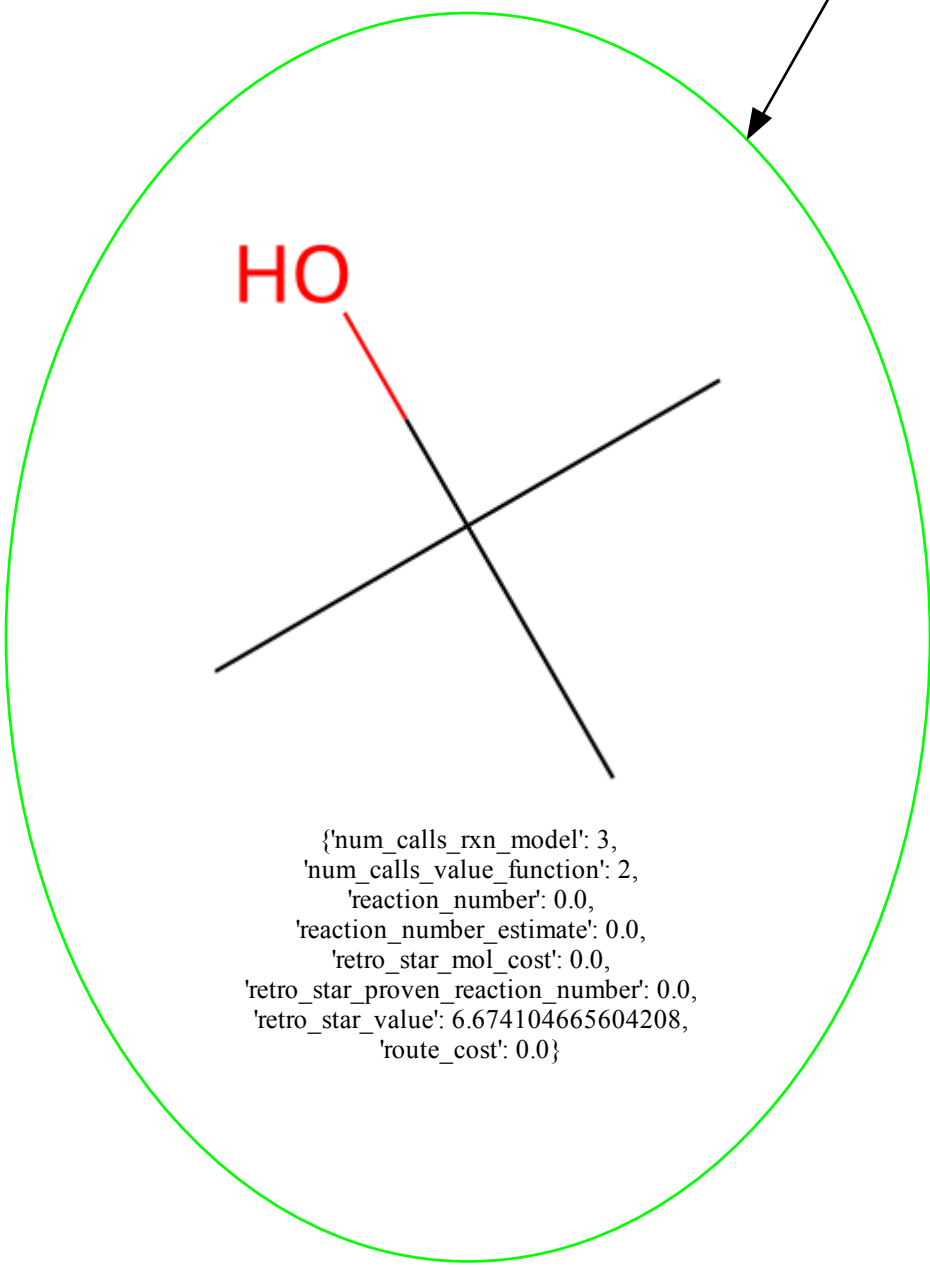 HO
{'num_calls_rxn_model': 3,
'num_calls_value_function': 2,
'reaction_number': 0.0,
'reaction_number_estimate': 0.0,
'retro_star_mol_cost': 0.0,
'retro_star_proven_reaction_number': 0.0,
'retro_star_value': 6.674104665604208,
'route_cost': 0.0}